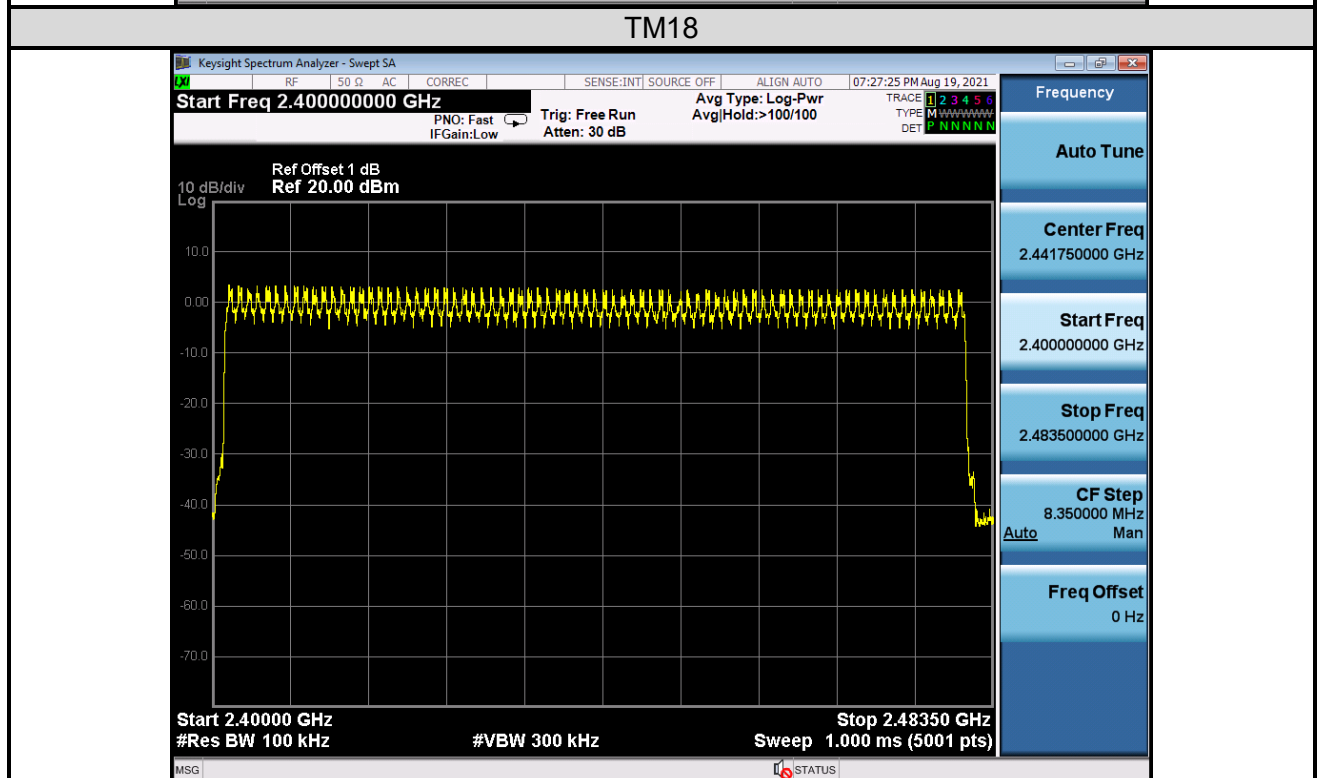 TM18
Keysight Spectrum Analyzer - Swept SA
LXI RF 50 Ω AC CORREC SENSE:INT SOURCE OFF ALIGN AUTO 07:27:25 PM Aug 19, 2021
Start Freq 2.400000000 GHz
PNO: Fast
IFGain:Low
Trig: Free Run
Atten: 30 dB
Avg Type: Log-Pwr
Avg|Hold:>100/100
TRACE 1 2 3 4 5 6
TYPE M WWWWW
DET P N N N N N
Ref Offset 1 dB
10 dB/div Ref 20.00 dBm
Log
10.0
0.00
-10.0
-20.0
-30.0
-40.0
-50.0
-60.0
-70.0
Start 2.40000 GHz Stop 2.48350 GHz
#Res BW 100 kHz #VBW 300 kHz Sweep 1.000 ms (5001 pts)
MSG STATUS
Frequency
Auto Tune
Center Freq
2.441750000 GHz
Start Freq
2.400000000 GHz
Stop Freq
2.483500000 GHz
CF Step
8.350000 MHz
Auto Man
Freq Offset
0 Hz